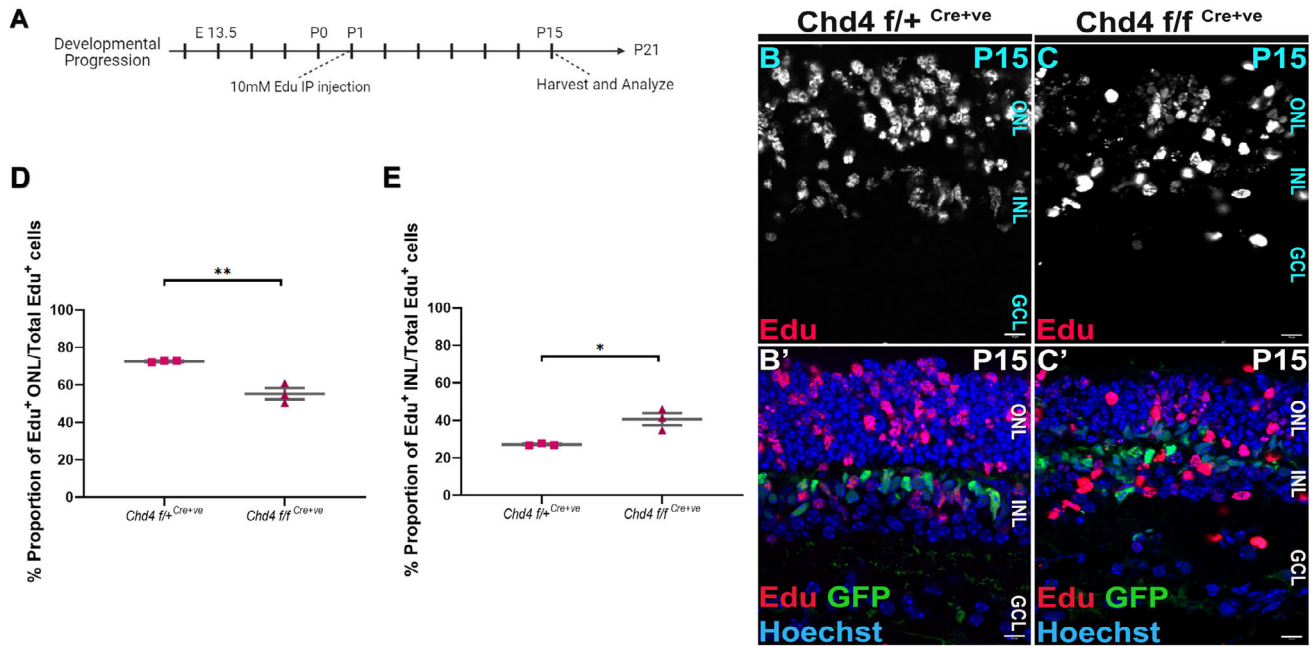 A
E 13.5 P0 P1 P15
Developmental
Progression
P21
10mM Edu IP injection
Harvest and Analyze
Chd4 f/+ Cre+ve
Chd4 f/f Cre+ve
B
P15
ONL
INL
GCL
Edu
C
P15
ONL
INL
GCL
Edu
B'
P15
ONL
INL
GCL
Edu GFP
Hoechst
C'
P15
ONL
INL
GCL
Edu GFP
Hoechst
D
% Proportion of Edu+ ONL/Total Edu+ cells
**
100
80
60
40
20
0
Chd4 f/+ Cre+ve
Chd4 f/f Cre+ve
E
% Proportion of Edu+ INL/Total Edu+ cells
*
100
80
60
40
20
0
Chd4 f/+ Cre+ve
Chd4 f/f Cre+ve